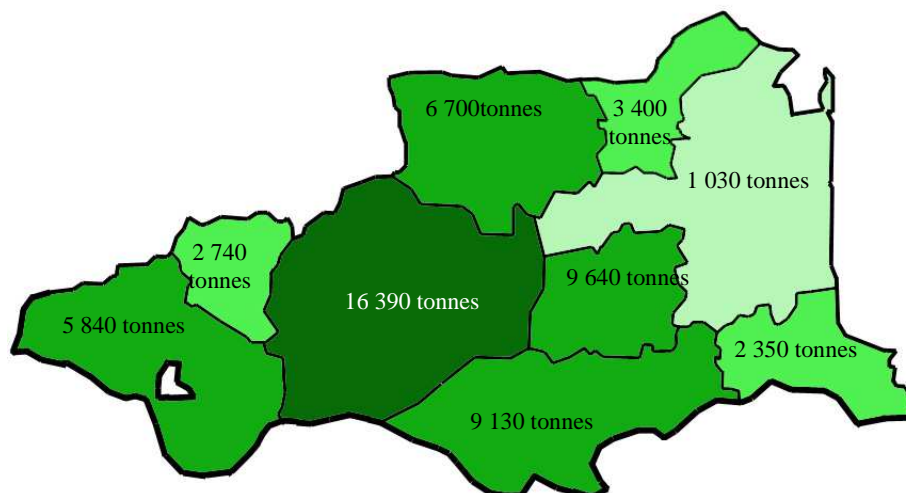 6 700tonnes
3 400
tonnes
1 030 tonnes
2 740
tonnes
9 640 tonnes
16 390 tonnes
5 840 tonnes
2 350 tonnes
9 130 tonnes